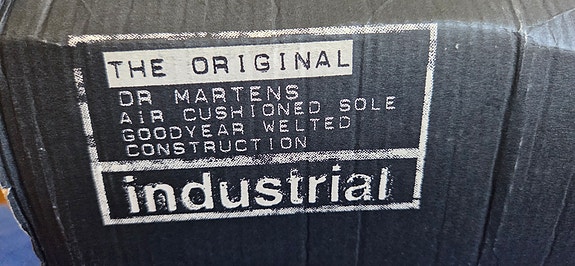 THE ORIGINAL
DR MARTENS
AIR CUSHIONED SOLE
GOODYEAR WELTED
CONSTRUCTION
industrial